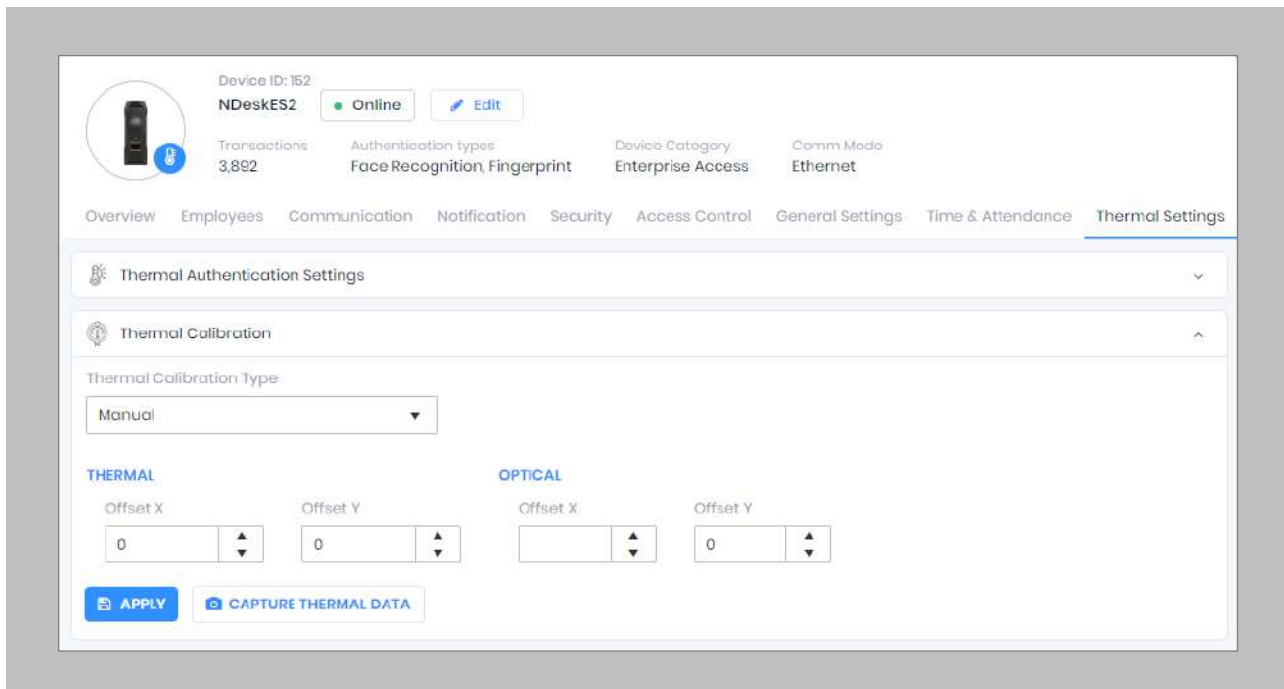 Device ID: 152
NDeskES2
Online
Edit
Transactions
Authentication types
Device Category
Comm Mode
3,892
Face Recognition, Fingerprint
Enterprise Access
Ethernet
Overview Employees Communication Notification Security Access Control General Settings Time & Attendance Thermal Settings
Thermal Authentication Settings
Thermal Calibration
Thermal Calibration Type
Manual
THERMAL
OPTICAL
Offset X
Offset Y
Offset X
Offset Y
0
0
0
APPLY
CAPTURE THERMAL DATA